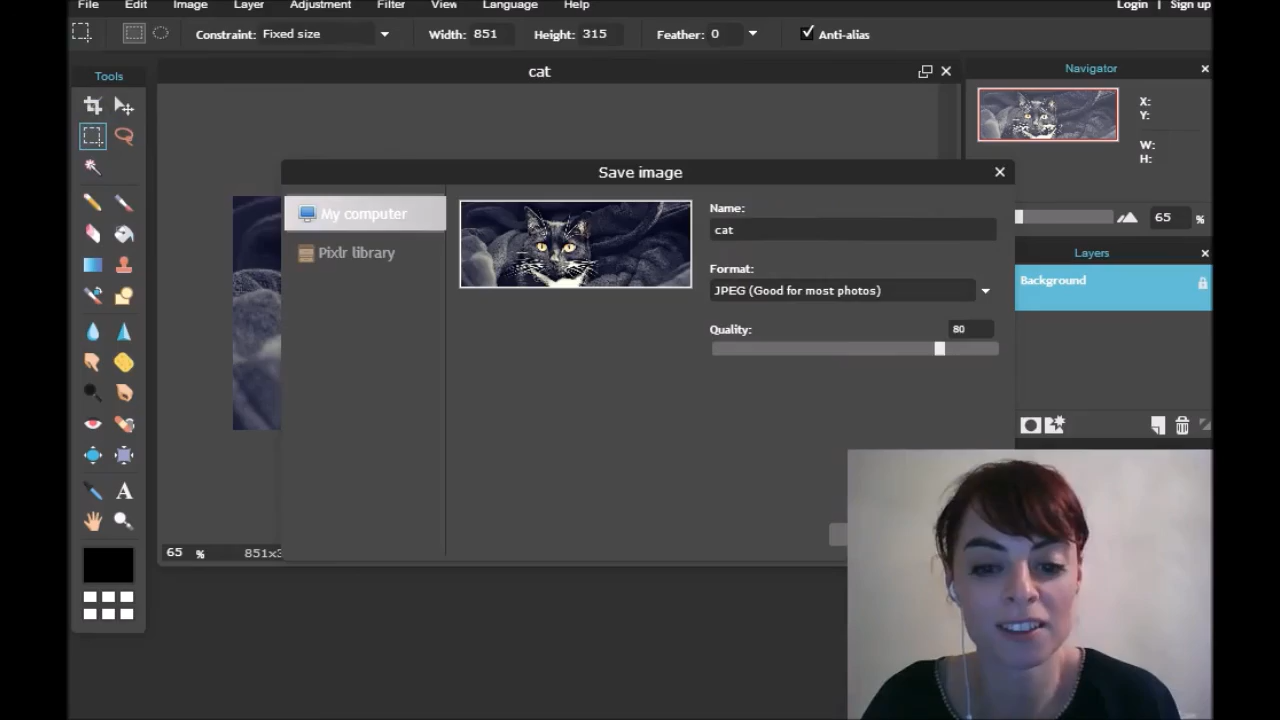 File Edit Image Layer Adjustment Filter View Language Help Login | Sign up
Constraint: Fixed size Width: 851 Height: 315 Feather: 0 Anti-alias
Tools
cat
Navigator
X:
Y:
W:
H:
65 %
Save image
My computer
Pixlr library
Name:
cat
Format:
JPEG (Good for most photos)
Quality: 80
Layers
Background
A
65 % 851x3